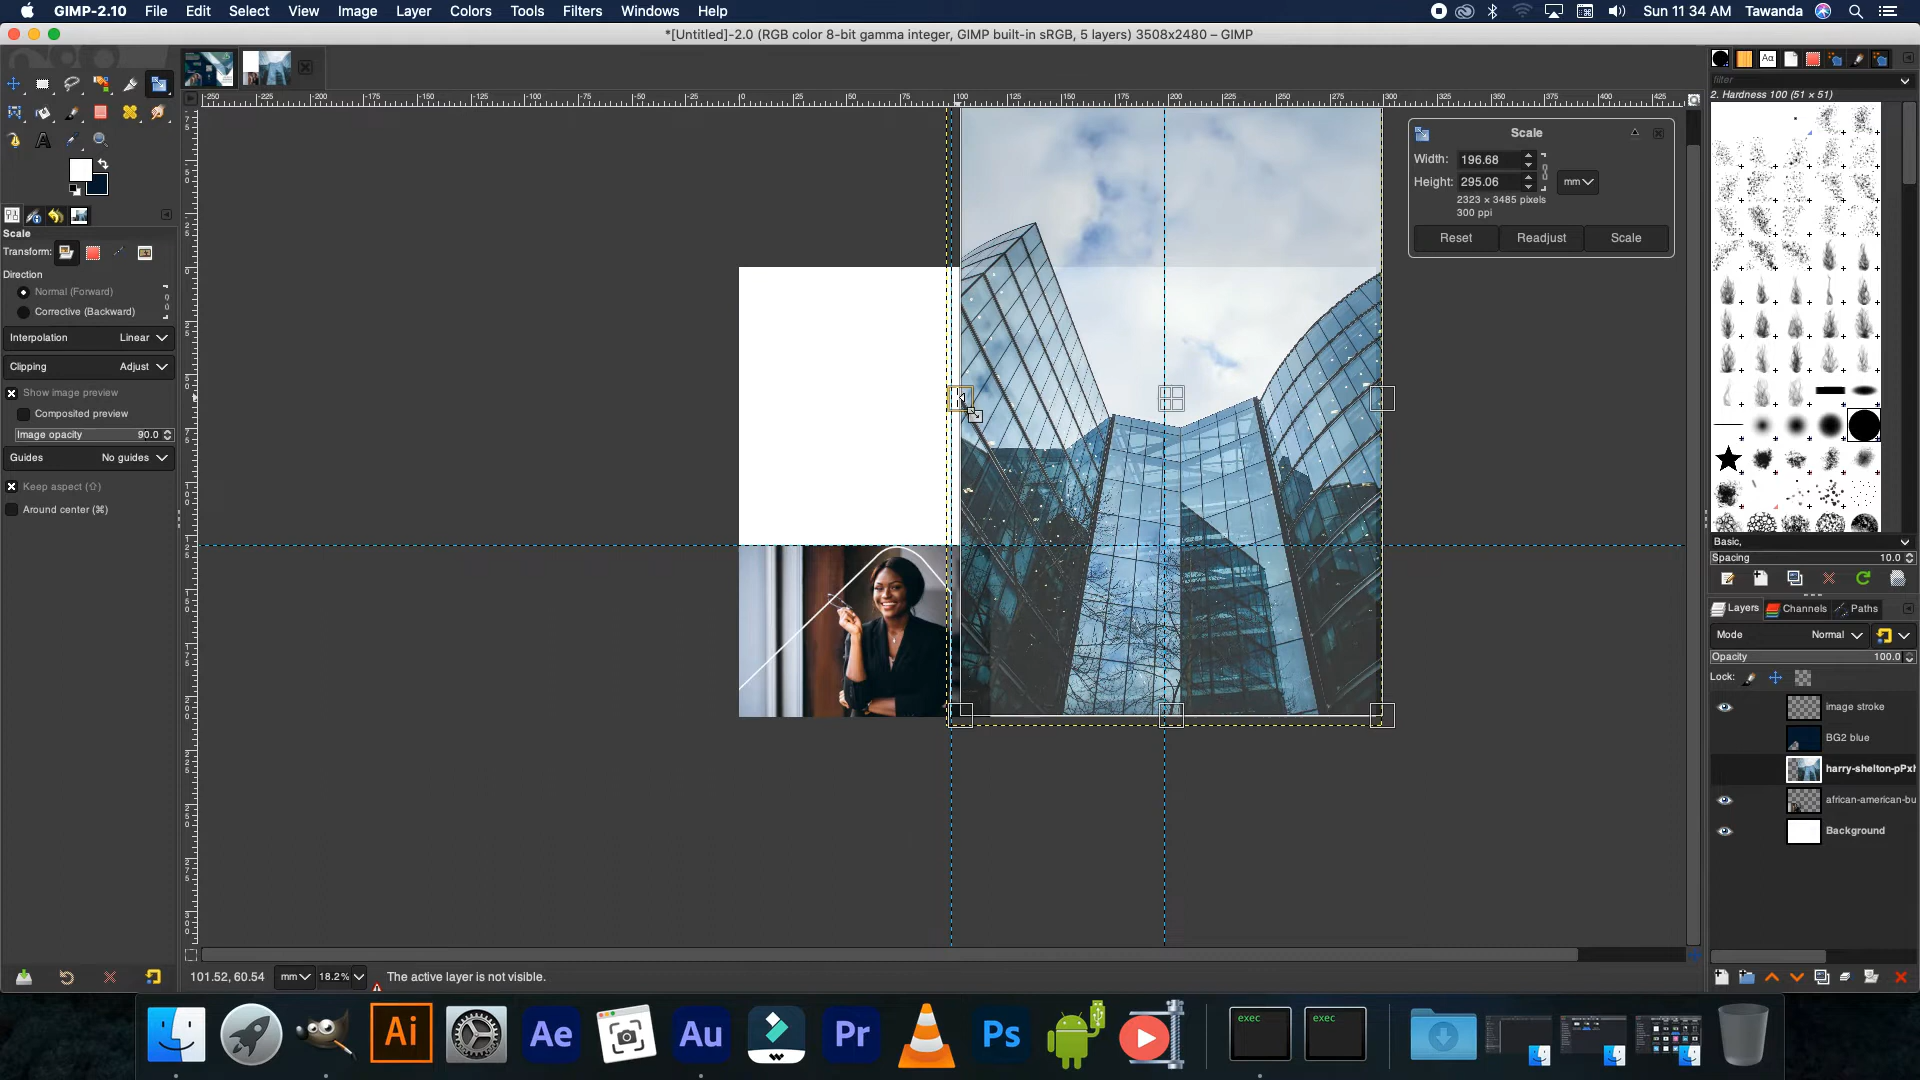 GIMP-2.10 File Edit Select View Image Layer Colors Tools Filters Windows Help
Sun 11 34 AM Tawanda
*[Untitled]-2.0 (RGB color 8-bit gamma integer, GIMP built-in sRGB, 5 layers) 3508x2480 – GIMP
filter
2. Hardness 100 (51 × 51)
Scale
Width: 196.68
Height: 295.06 mm
2323 × 3485 pixels
300 ppi
Reset Readjust Scale
Scale
Transform:
Direction
Normal (Forward)
Corrective (Backward)
Interpolation Linear
Clipping Adjust
Show image preview
Composited preview
Image opacity 90.0
Guides No guides
Keep aspect (⇧)
Around center (⌘)
Basic,
Spacing 10.0
Layers Channels Paths
Mode Normal
Opacity 100.0
Lock:
image stroke
BG2 blue
harry-shelton-pPxh
african-american-bu
Background
101.52, 60.54 mm 18.2% The active layer is not visible.
Ai Ae Au Pr Ps exec exec